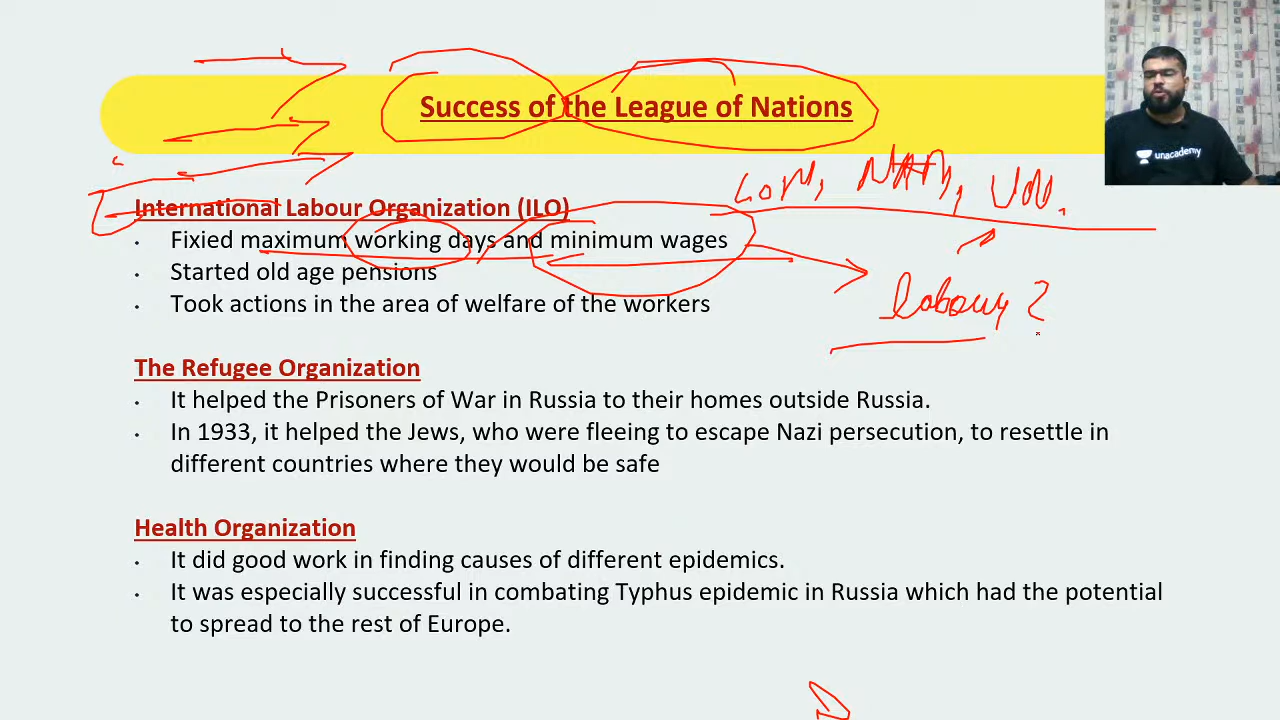 Success of the League of Nations
unacademy
LoN, NAM, UN.
International Labour Organization (ILO)
Fixied maximum working days and minimum wages
Started old age pensions
labour ?
Took actions in the area of welfare of the workers
The Refugee Organization
It helped the Prisoners of War in Russia to their homes outside Russia.
In 1933, it helped the Jews, who were fleeing to escape Nazi persecution, to resettle in
different countries where they would be safe
Health Organization
It did good work in finding causes of different epidemics.
It was especially successful in combating Typhus epidemic in Russia which had the potential
to spread to the rest of Europe.